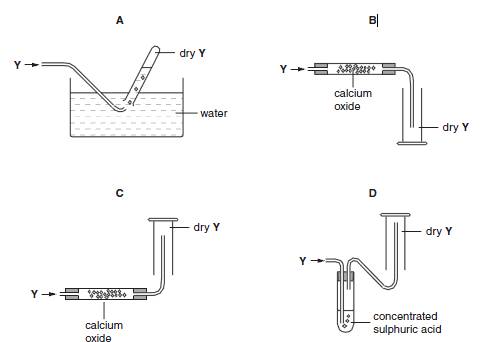 A
dry Y
Y
water
B
Y
calcium
oxide
dry Y
C
dry Y
Y
calcium
oxide
D
dry Y
Y
concentrated
sulphuric acid